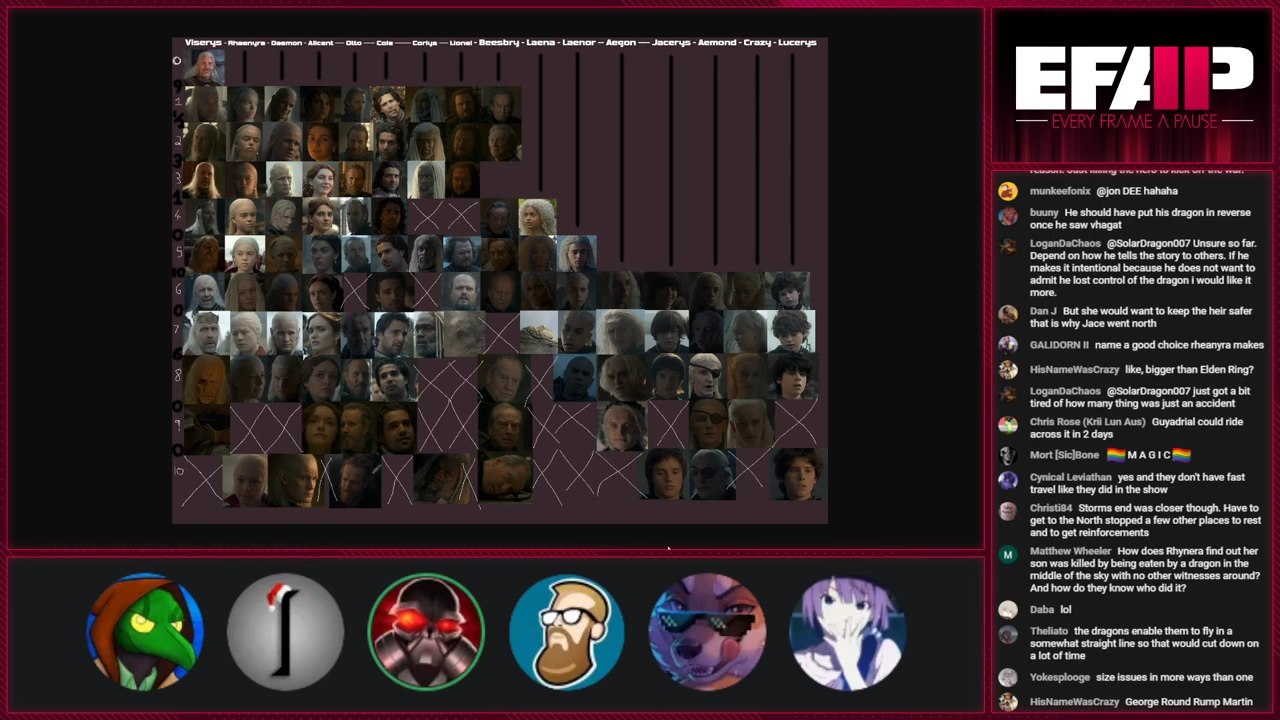 Viserys - Rhaenyra - Daemon - Alicent — Otto — Cole — Corlys — Lionel - Beesbry - Laena - Laenor – Aegon — Jacerys - Aemond - Crazy - Lucerys
EFAP
EVERY FRAME A PAUSE
reason. Just killing the hero to kick off the war.
munkeefonix @jon DEE hahaha
buuny He should have put his dragon in reverse
once he saw vhagat
LoganDaChaos @SolarDragon007 Unsure so far.
Depend on how he tells the story to others. If he
makes it intentional because he does not want to
admit he lost control of the dragon i would like it
more.
Dan J But she would want to keep the heir safer
that is why Jace went north
GALIDORN II name a good choice rheanyra makes
HisNameWasCrazy like, bigger than Elden Ring?
LoganDaChaos @SolarDragon007 just got a bit
tired of how many thing was just an accident
Chris Rose (Krii Lun Aus) Guyadrial could ride
across it in 2 days
Mort [Sic]Bone 🏳️‍🌈 M A G I C 🏳️‍🌈
Cynical Leviathan yes and they don't have fast
travel like they did in the show
Christi84 Storms end was closer though. Have to
get to the North stopped a few other places to rest
and to get reinforcements
M Matthew Wheeler How does Rhynera find out her
son was killed by being eaten by a dragon in the
middle of the sky with no other witnesses around?
And how do they know who did it?
Daba lol
Theliato the dragons enable them to fly in a
somewhat straight line so that would cut down on
a lot of time
Yokesplooge size issues in more ways than one
HisNameWasCrazy George Round Rump Martin